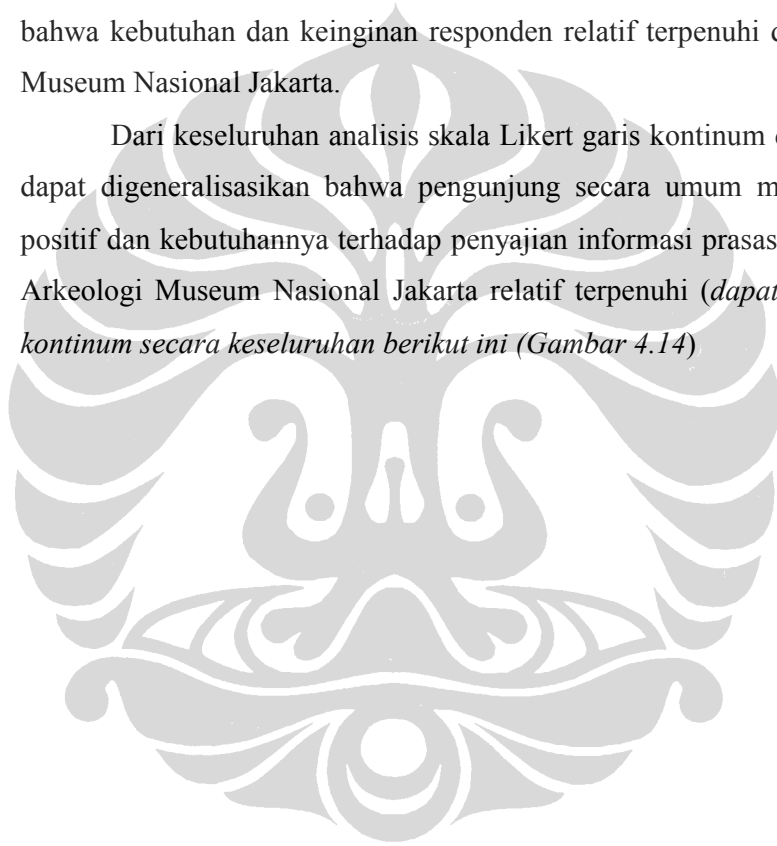 bahwa kebutuhan dan keinginan responden relatif terpenuhi
Museum Nasional Jakarta.
Dari keseluruhan analisis skala Likert garis kontinum
dapat digeneralisasikan bahwa pengunjung secara umum
positif dan kebutuhannya terhadap penyajian informasi
Arkeologi Museum Nasional Jakarta relatif terpenuhi (dapat
kontinum secara keseluruhan berikut ini (Gambar 4.14)